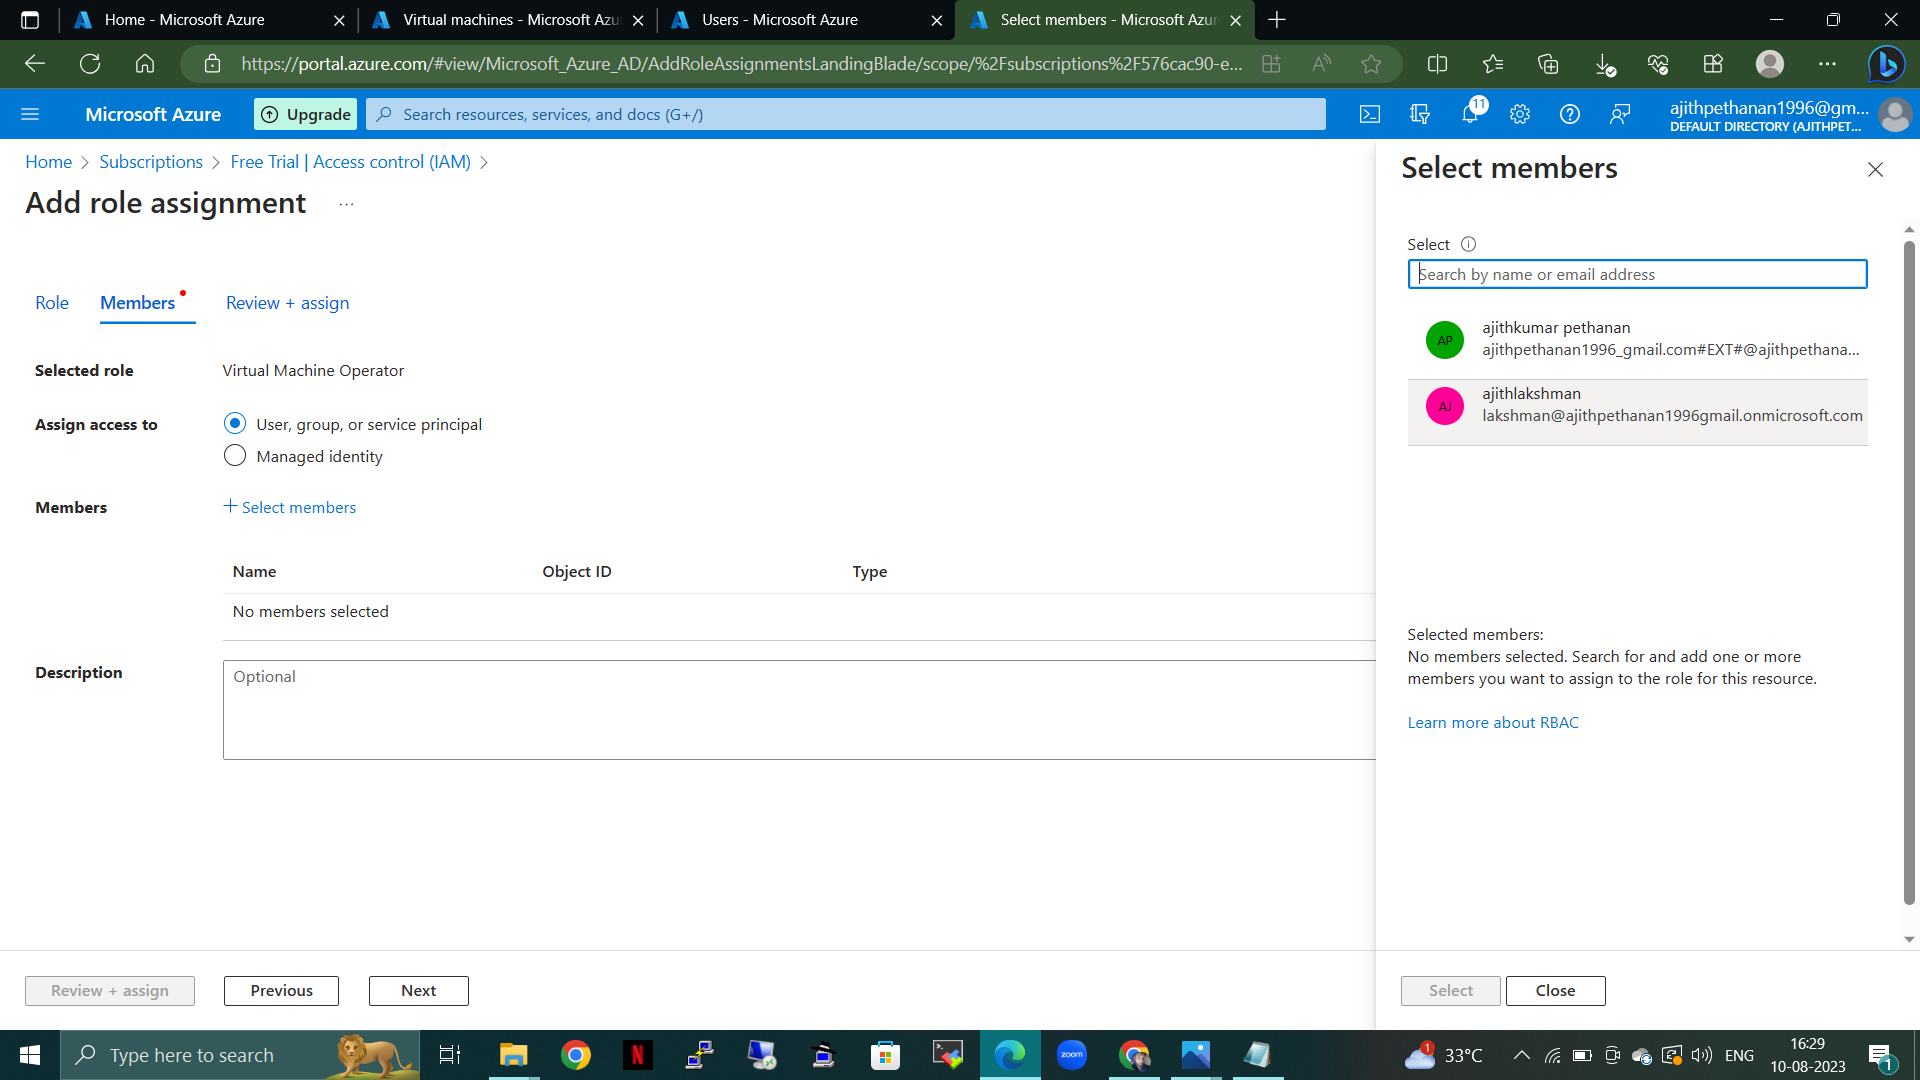 Home - Microsoft Azure
Virtual machines - Microsoft Azu
Users - Microsoft Azure
Select members - Microsoft Azur
https://portal.azure.com/#view/Microsoft_Azure_AD/AddRoleAssignmentsLandingBlade/scope/%2Fsubscriptions%2F576cac90-e...
Microsoft Azure
Upgrade
Search resources, services, and docs (G+/)
11
ajithpethanan1996@gm...
DEFAULT DIRECTORY (AJITHPET...
Home > Subscriptions > Free Trial | Access control (IAM) >
Add role assignment ...
Role
Members
Review + assign
Selected role
Virtual Machine Operator
Assign access to
User, group, or service principal
Managed identity
Members
+ Select members
Name
Object ID
Type
No members selected
Description
Optional
Review + assign
Previous
Next
Select members
Select
Search by name or email address
AP
ajithkumar pethanan
ajithpethanan1996_gmail.com#EXT#@ajithpethana...
AJ
ajithlakshman
lakshman@ajithpethanan1996gmail.onmicrosoft.com
Selected members:
No members selected. Search for and add one or more
members you want to assign to the role for this resource.
Learn more about RBAC
Select
Close
Type here to search
N
zoom
1
33°C
ENG
16:29
10-08-2023
1